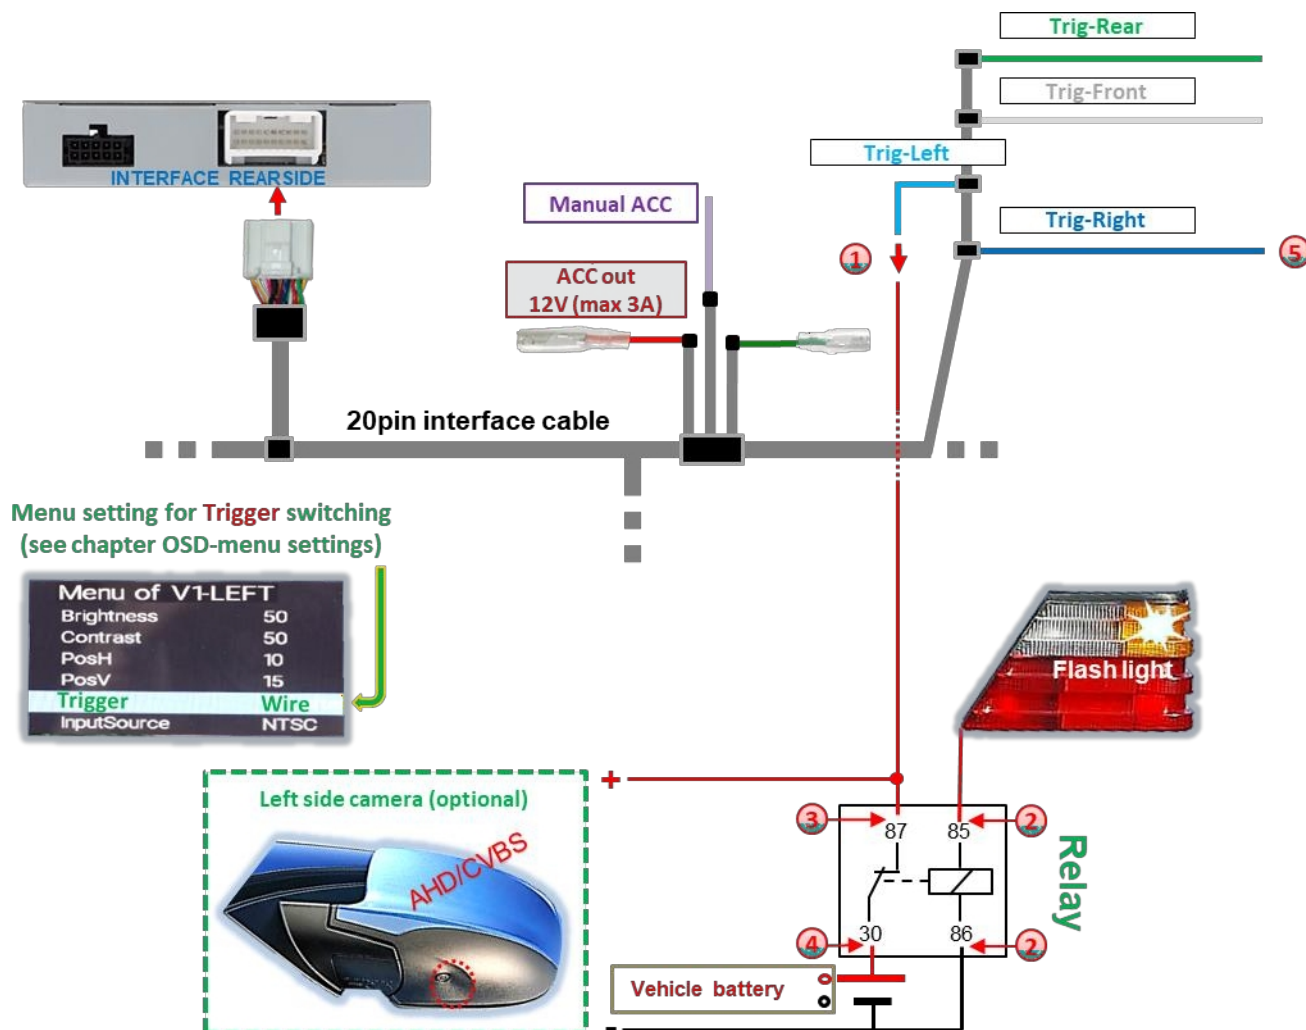 Trig-Rear
Trig-Front
Trig-Left
Trig-Right
INTERFACE REARSIDE
Manual ACC
1
5
ACC out
12V (max 3A)
20pin interface cable
Menu setting for Trigger switching
(see chapter OSD-menu settings)
Menu of V1-LEFT
Brightness 50
Contrast 50
PosH 10
PosV 15
Trigger Wire
InputSource NTSC
Flash light
+
Left side camera (optional)
AHD/CVBS
3
87
85
2
Relay
4
30
86
2
Vehicle battery
-